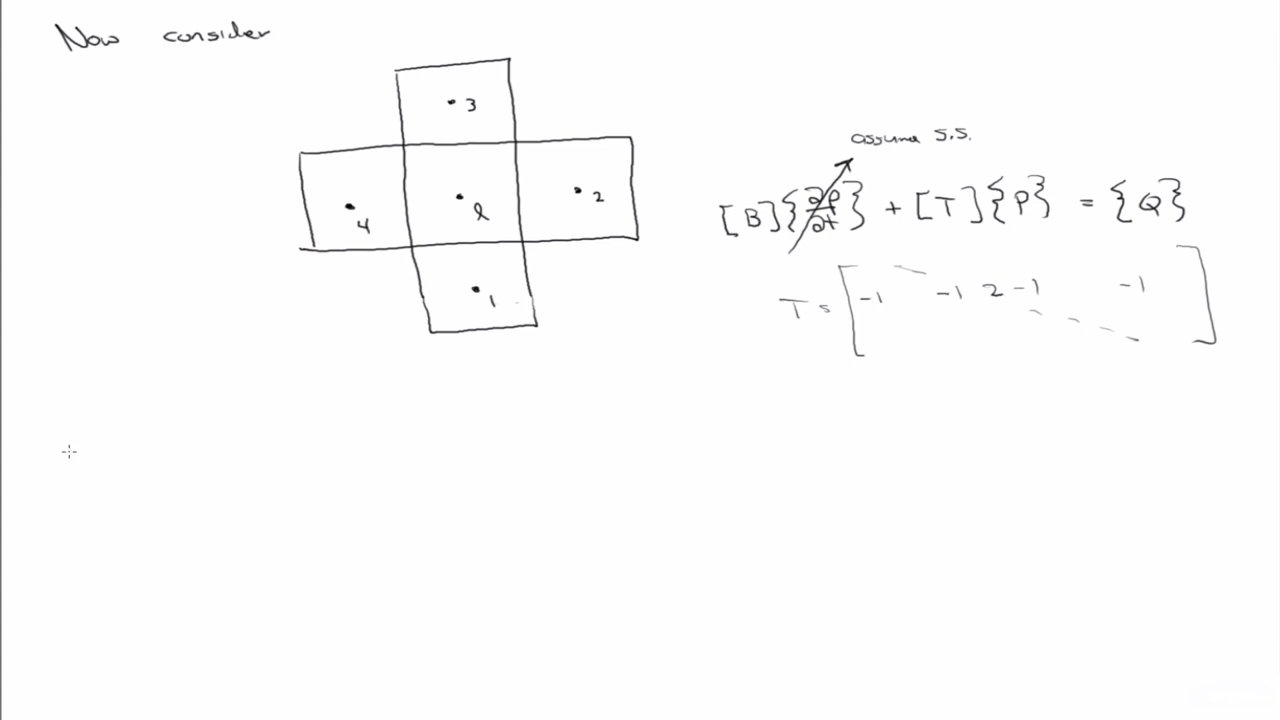 Now consider
3
4
l
2
1
assume S.S.
[B]{∂P/∂t} + [T]{P} = {Q}
T = [-1 -1 2 -1 -1]